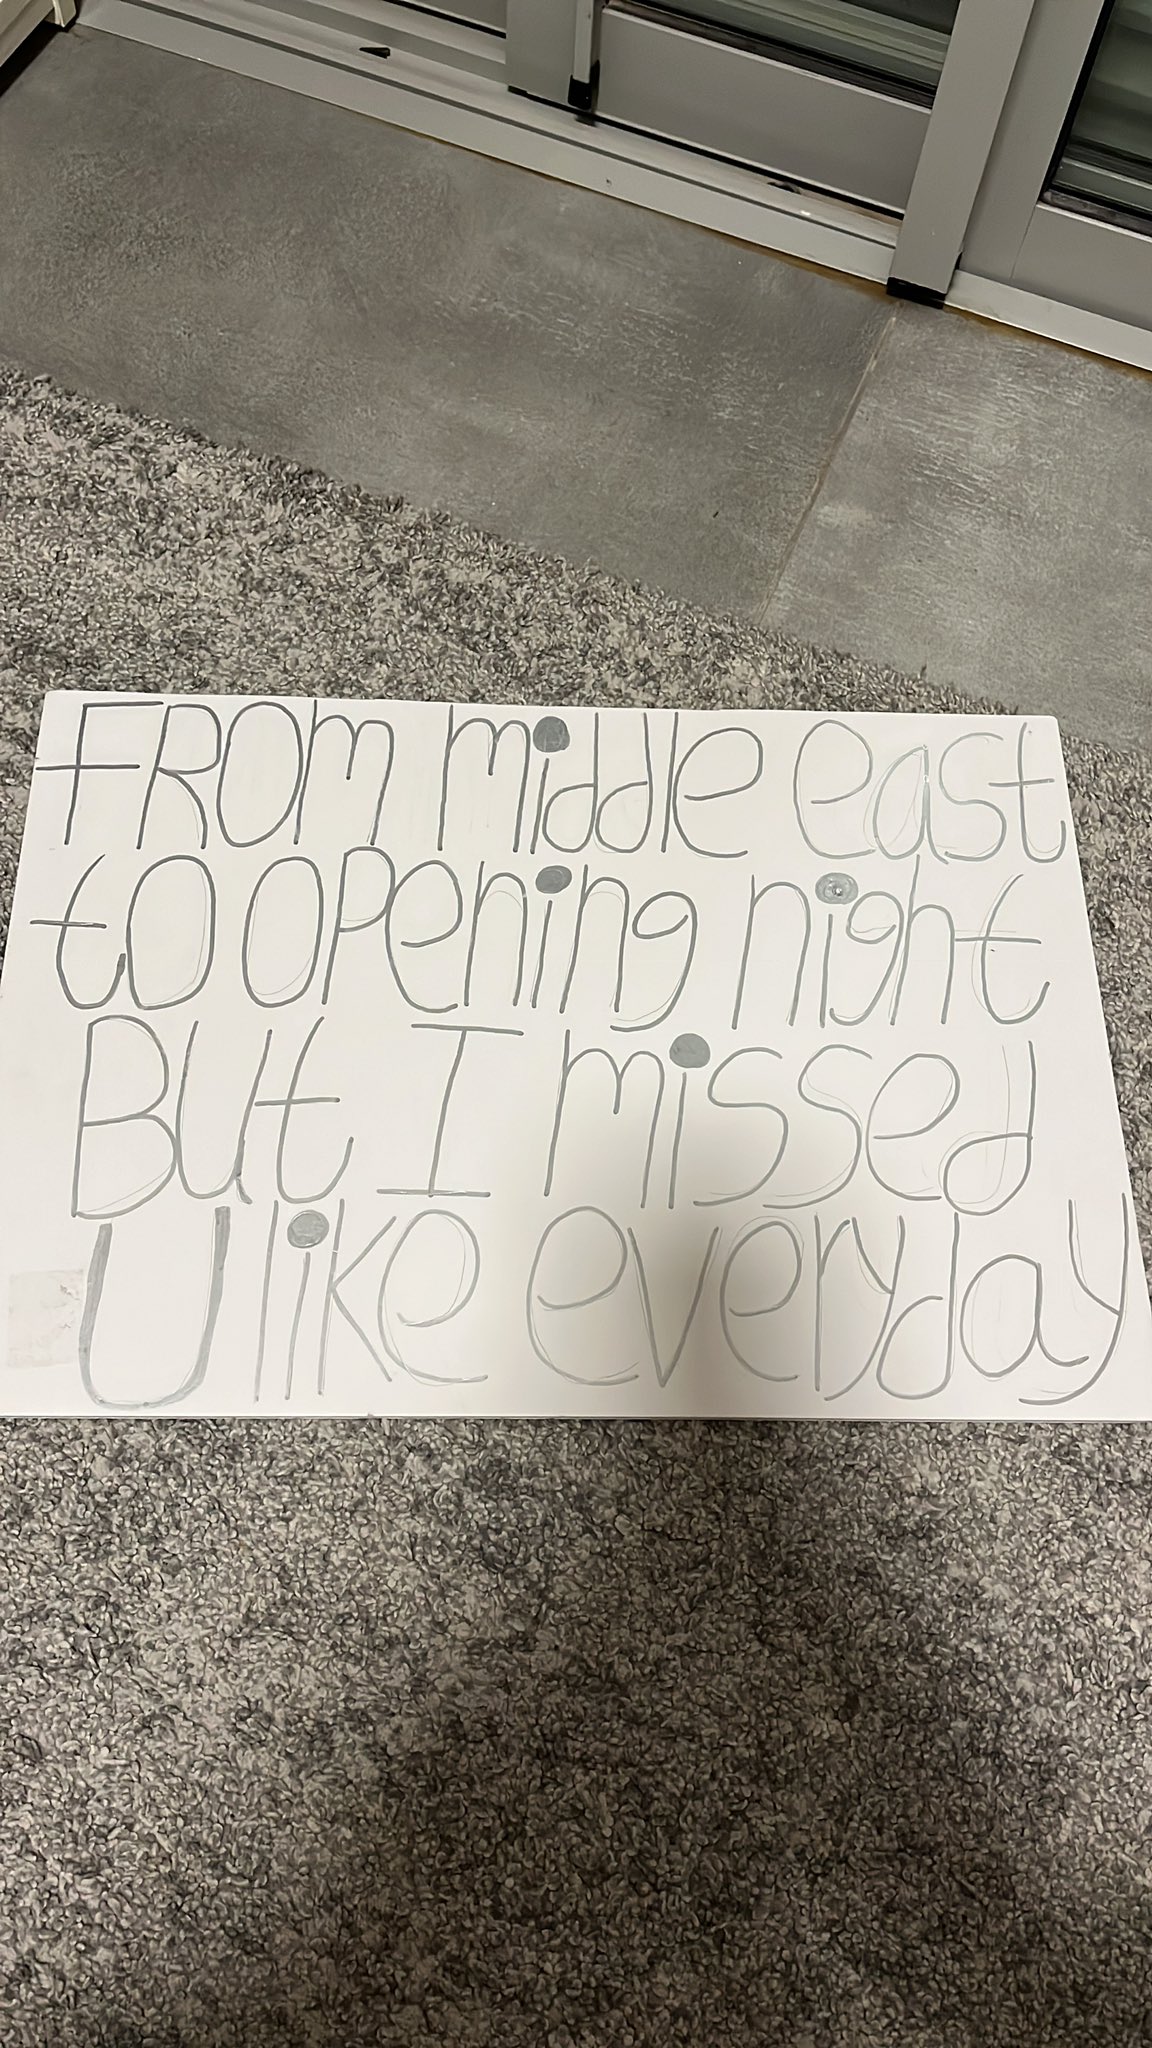 FROm middle east
tO OPening night
BUt I missed
U like everyday